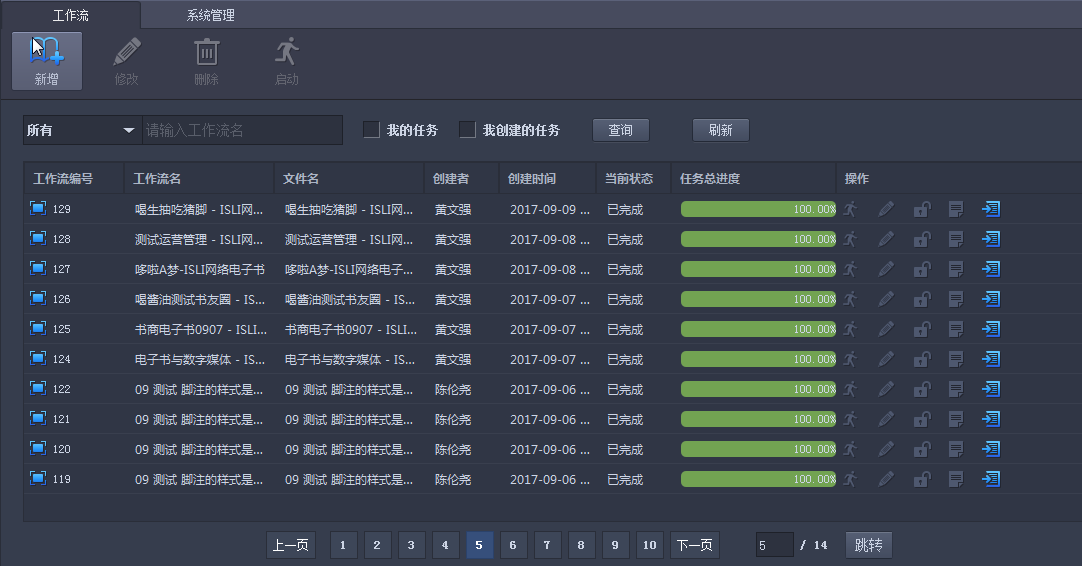 工作流 系统管理
新增 修改 删除 启动
所有 请输入工作流名 我的任务 我创建的任务 查询 刷新
工作流编号 工作流名 文件名 创建者 创建时间 当前状态 任务总进度 操作
129 喝生抽吃猪脚 - ISLI网... 喝生抽吃猪脚 - ISLI网... 黄文强 2017-09-09 ... 已完成 100.00%
128 测试运营管理 - ISLI网... 测试运营管理 - ISLI网... 黄文强 2017-09-08 ... 已完成 100.00%
127 哆啦A梦-ISLI网络电子书 哆啦A梦-ISLI网络电子... 黄文强 2017-09-08 ... 已完成 100.00%
126 喝酱油测试书友圈 - IS... 喝酱油测试书友圈 - IS... 黄文强 2017-09-07 ... 已完成 100.00%
125 书商电子书0907 - ISLI... 书商电子书0907 - ISLI... 黄文强 2017-09-07 ... 已完成 100.00%
124 电子书与数字媒体 - IS... 电子书与数字媒体 - IS... 黄文强 2017-09-07 ... 已完成 100.00%
122 09 测试 脚注的样式是... 09 测试 脚注的样式是... 陈伦尧 2017-09-06 ... 已完成 100.00%
121 09 测试 脚注的样式是... 09 测试 脚注的样式是... 陈伦尧 2017-09-06 ... 已完成 100.00%
120 09 测试 脚注的样式是... 09 测试 脚注的样式是... 陈伦尧 2017-09-06 ... 已完成 100.00%
119 09 测试 脚注的样式是... 09 测试 脚注的样式是... 陈伦尧 2017-09-06 ... 已完成 100.00%
上一页 1 2 3 4 5 6 7 8 9 10 下一页 5 / 14 跳转